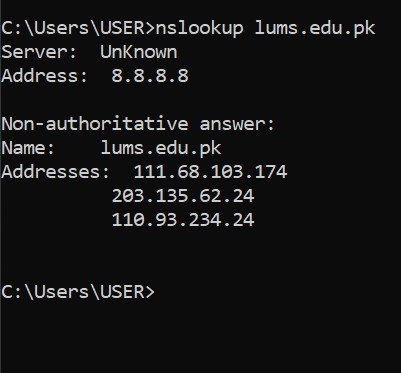 C:\Users\USER>nslookup lums.edu.pk
Server:  UnKnown
Address:  8.8.8.8

Non-authoritative answer:
Name:    lums.edu.pk
Addresses:  111.68.103.174
          203.135.62.24
          110.93.234.24

C:\Users\USER>